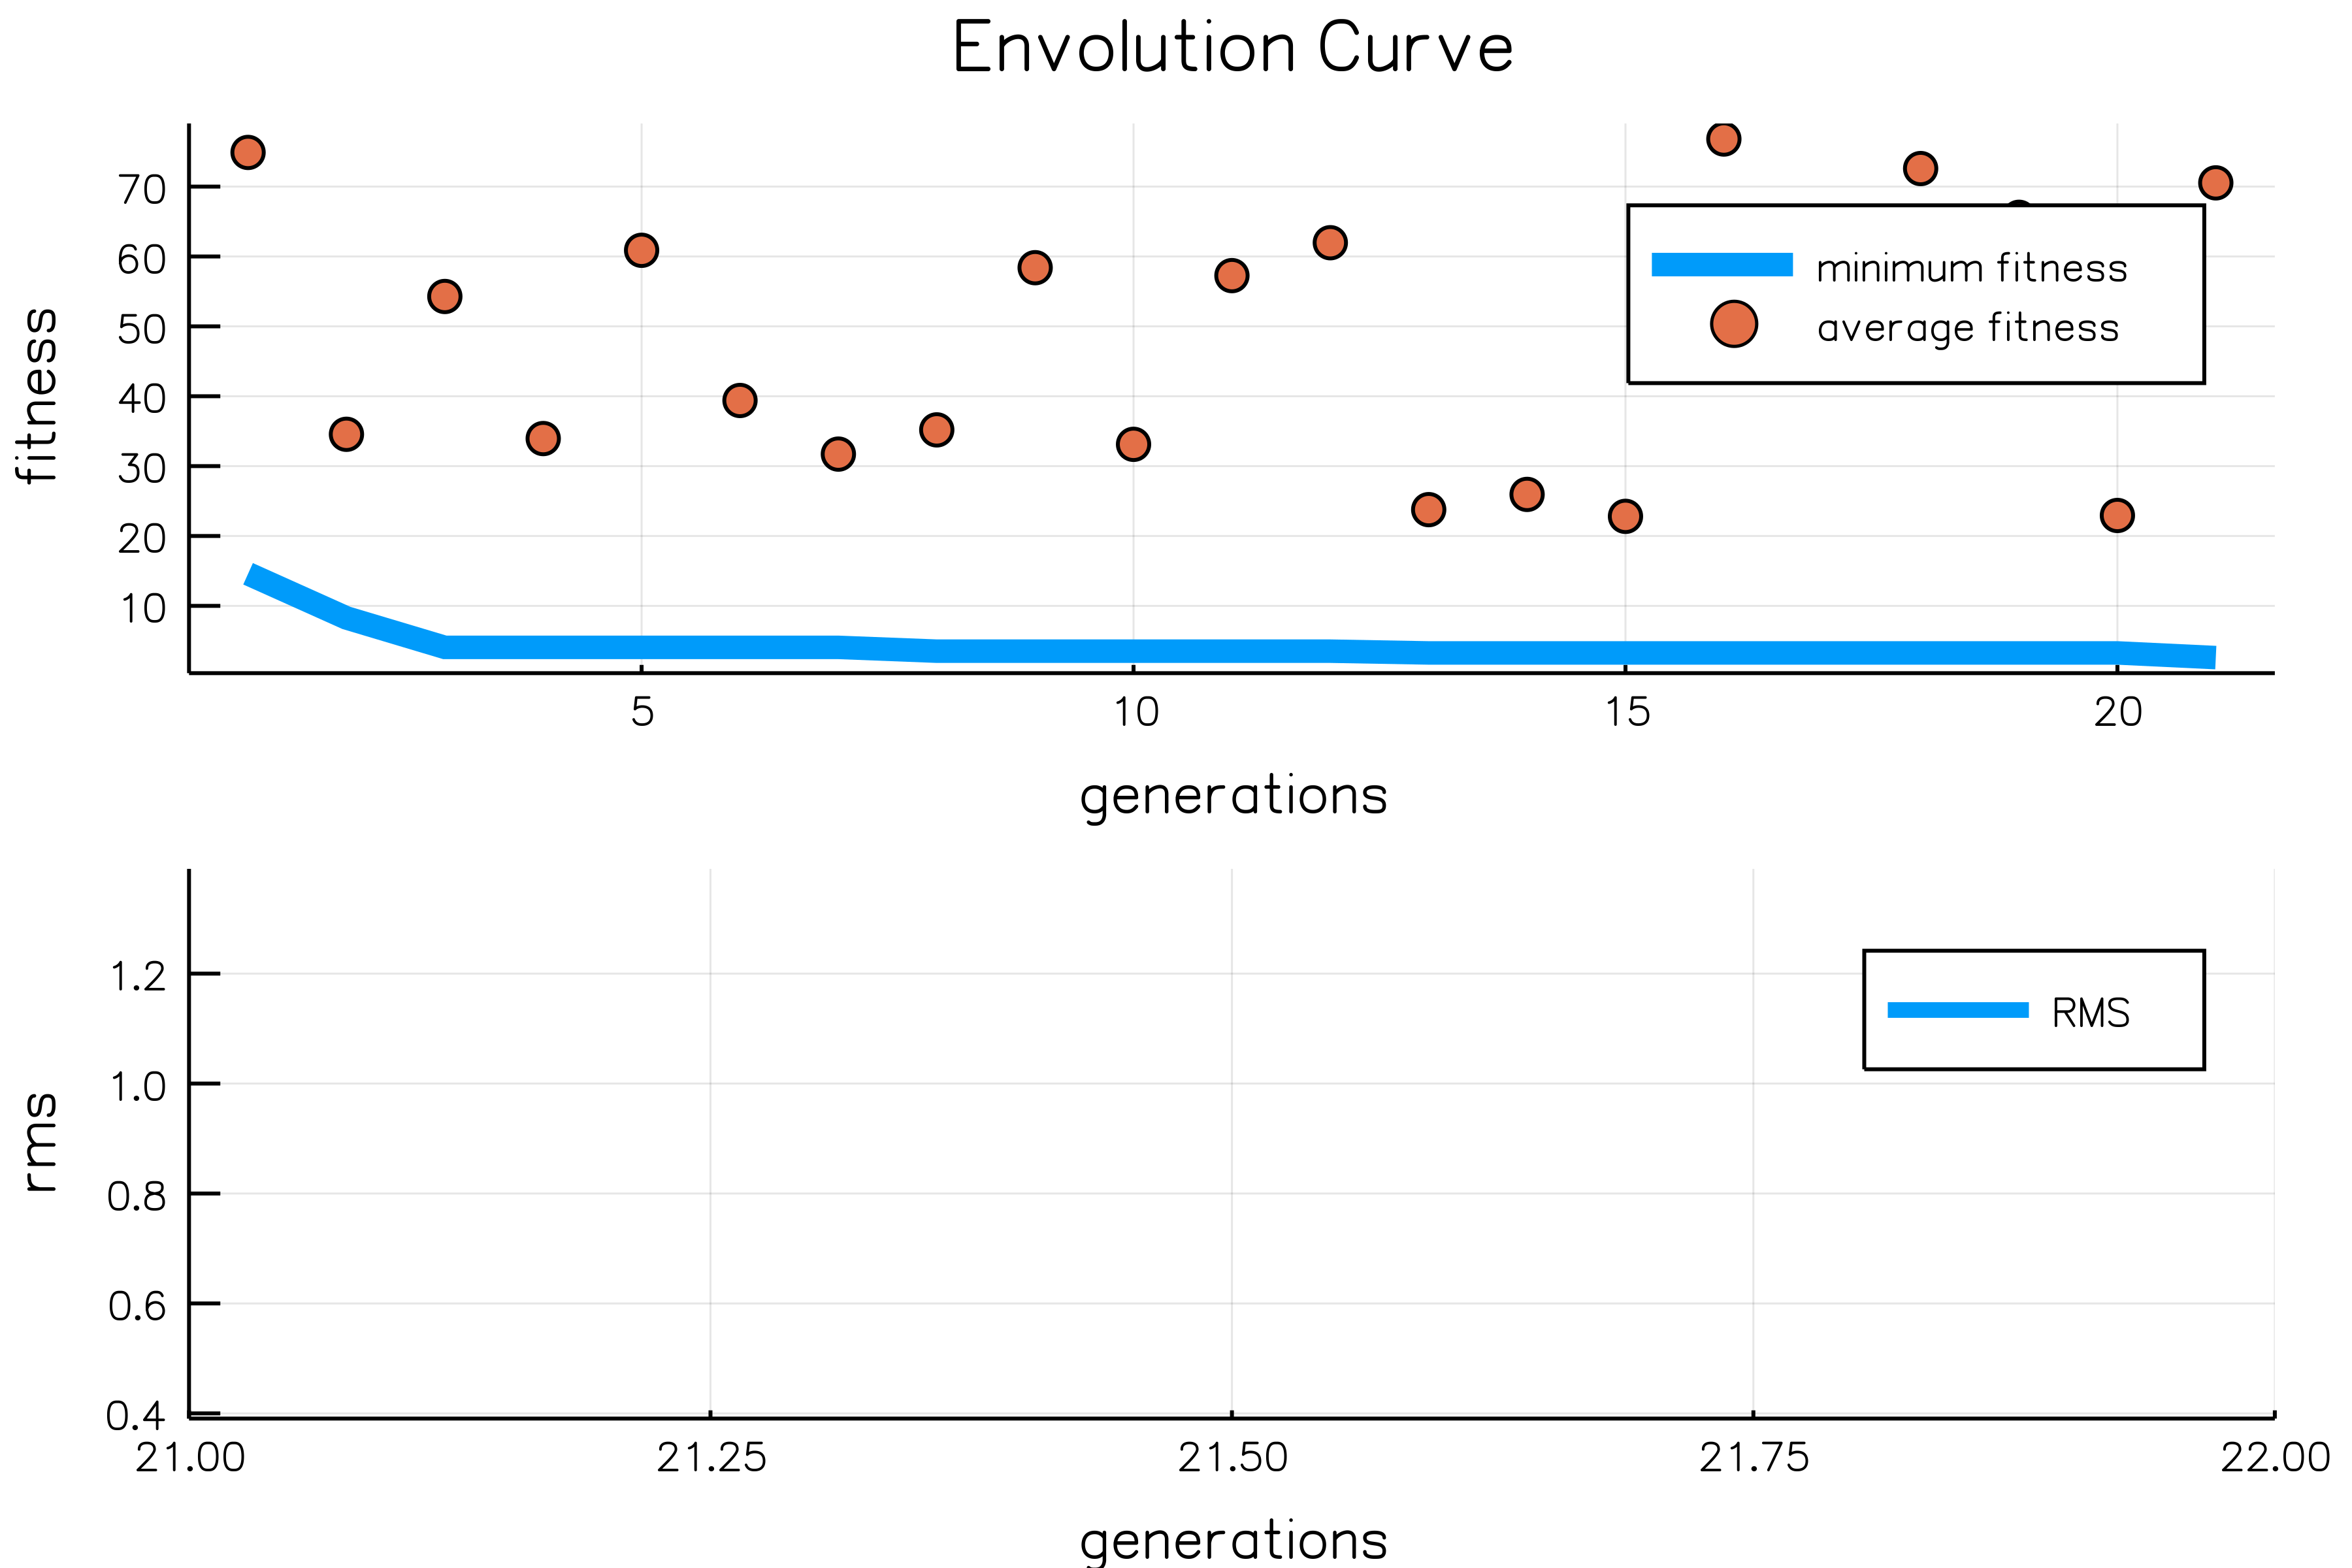 Envolution Curve
fitness
70
60
50
40
30
20
10
minimum fitness
average fitness
5 10 15 20
generations
rms
1.2
1.0
0.8
0.6
0.4
RMS
21.00 21.25 21.50 21.75 22.00
generations